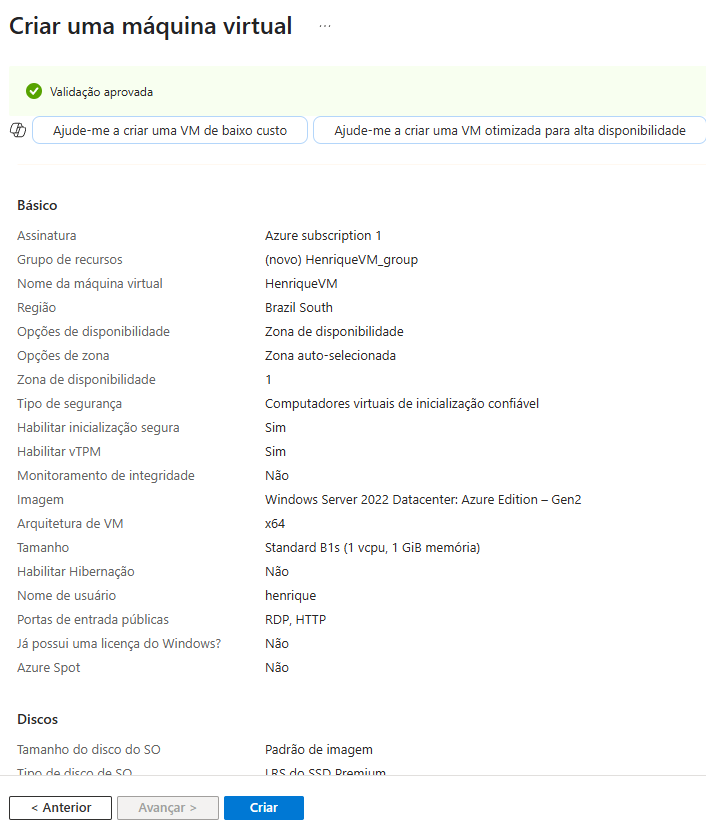 Criar uma máquina virtual ...
Validação aprovada
Ajude-me a criar uma VM de baixo custo Ajude-me a criar uma VM otimizada para alta disponibilidade
Básico
Assinatura Azure subscription 1
Grupo de recursos (novo) HenriqueVM_group
Nome da máquina virtual HenriqueVM
Região Brazil South
Opções de disponibilidade Zona de disponibilidade
Opções de zona Zona auto-selecionada
Zona de disponibilidade 1
Tipo de segurança Computadores virtuais de inicialização confiável
Habilitar inicialização segura Sim
Habilitar vTPM Sim
Monitoramento de integridade Não
Imagem Windows Server 2022 Datacenter: Azure Edition – Gen2
Arquitetura de VM x64
Tamanho Standard B1s (1 vcpu, 1 GiB memória)
Habilitar Hibernação Não
Nome de usuário henrique
Portas de entrada públicas RDP, HTTP
Já possui uma licença do Windows? Não
Azure Spot Não
Discos
Tamanho do disco do SO Padrão de imagem
Tipo de disco de SO LRS do SSD Premium
< Anterior Avançar > Criar